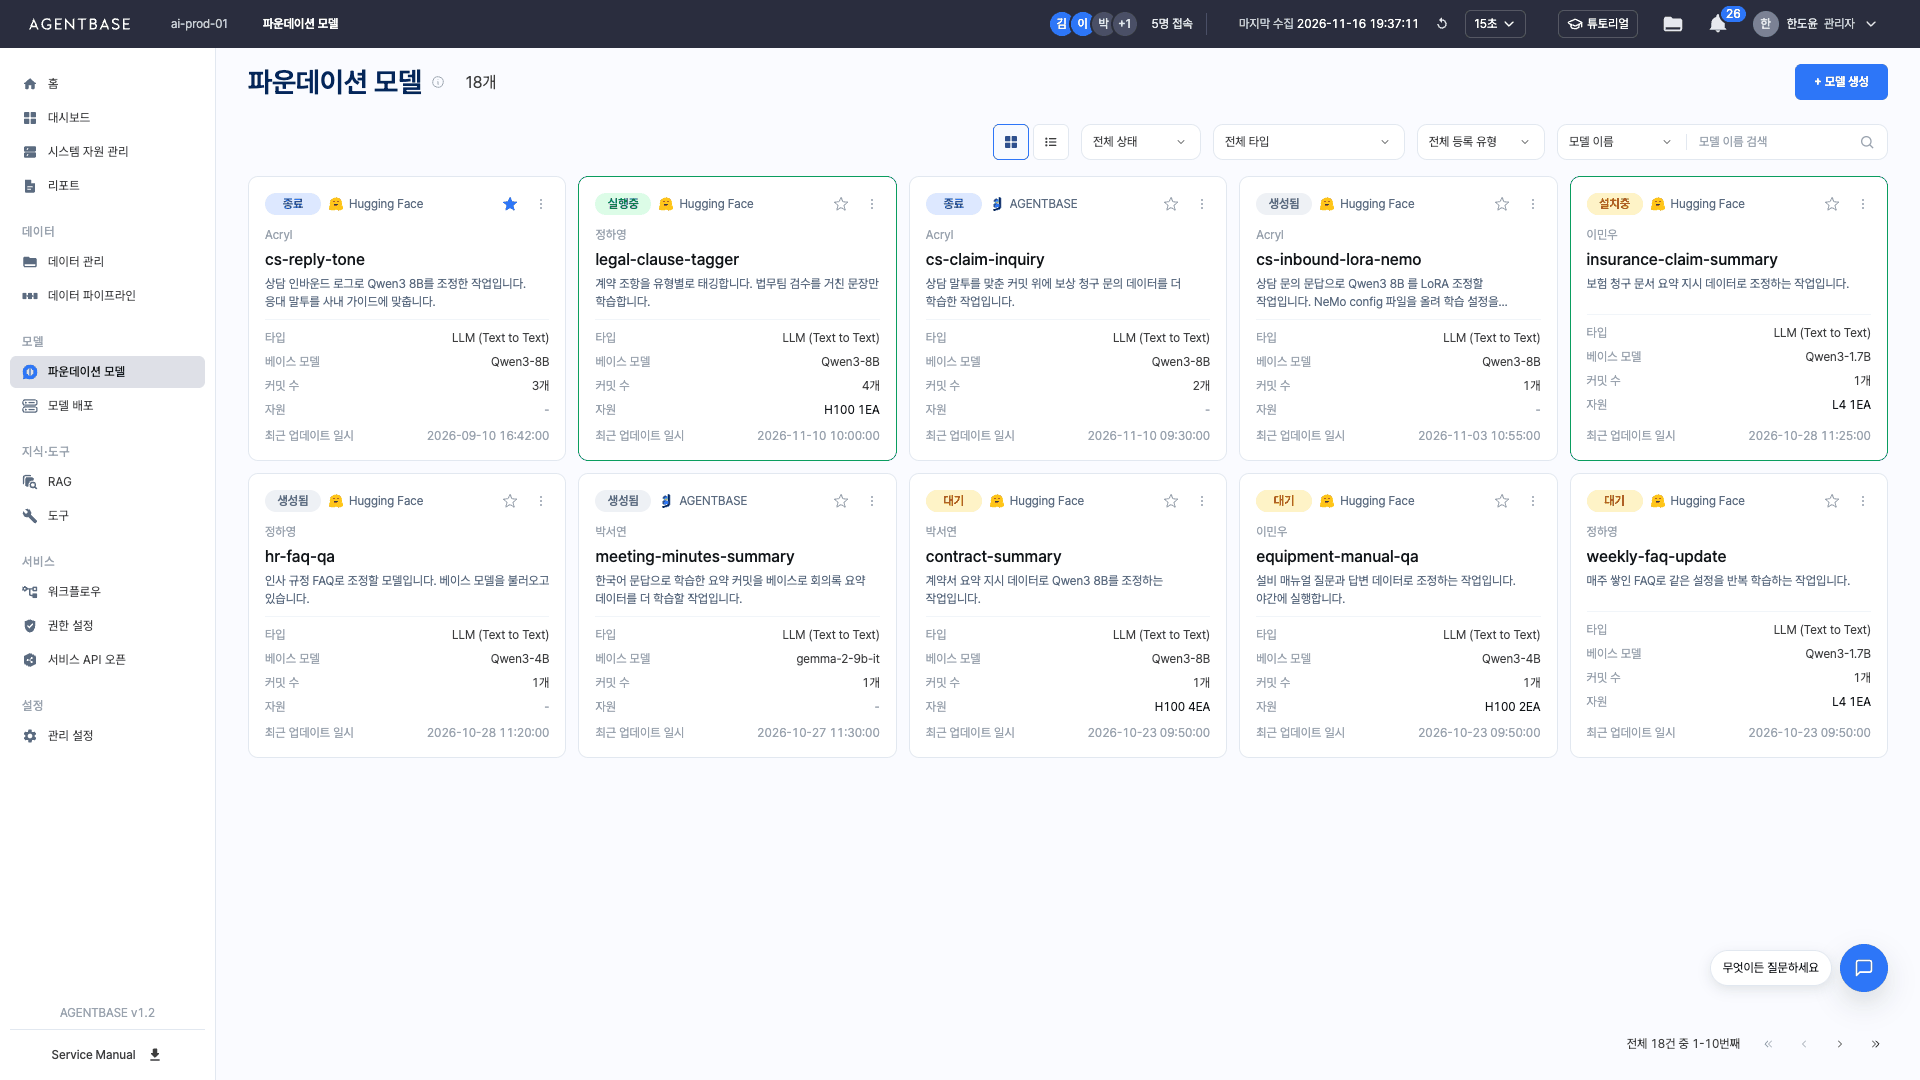 AGENTBASE
ai-prod-01
파운데이션 모델
김 이 박 +1 5명 접속
마지막 수집 2026-11-16 19:37:11
15초
튜토리얼
26
한 한도윤 관리자
홈
대시보드
시스템 자원 관리
리포트
데이터
데이터 관리
데이터 파이프라인
모델
파운데이션 모델
모델 배포
지식·도구
RAG
도구
서비스
워크플로우
권한 설정
서비스 API 오픈
설정
관리 설정
AGENTBASE v1.2
Service Manual
파운데이션 모델 18개
+ 모델 생성
전체 상태
전체 타입
전체 등록 유형
모델 이름
모델 이름 검색
종료 Hugging Face
Acryl
cs-reply-tone
상담 인바운드 로그로 Qwen3 8B를 조정한 작업입니다.
응대 말투를 사내 가이드에 맞춥니다.
타입 LLM (Text to Text)
베이스 모델 Qwen3-8B
커밋 수 3개
자원 -
최근 업데이트 일시 2026-09-10 16:42:00
실행중 Hugging Face
정하영
legal-clause-tagger
계약 조항을 유형별로 태깅합니다. 법무팀 검수를 거친 문장만
학습합니다.
타입 LLM (Text to Text)
베이스 모델 Qwen3-8B
커밋 수 4개
자원 H100 1EA
최근 업데이트 일시 2026-11-10 10:00:00
종료 AGENTBASE
Acryl
cs-claim-inquiry
상담 말투를 맞춘 커밋 위에 보상 청구 문의 데이터를 더
학습한 작업입니다.
타입 LLM (Text to Text)
베이스 모델 Qwen3-8B
커밋 수 2개
자원 -
최근 업데이트 일시 2026-11-10 09:30:00
생성됨 Hugging Face
Acryl
cs-inbound-lora-nemo
상담 문의 문답으로 Qwen3 8B 를 LoRA 조정할
작업입니다. NeMo config 파일을 올려 학습 설정을...
타입 LLM (Text to Text)
베이스 모델 Qwen3-8B
커밋 수 1개
자원 -
최근 업데이트 일시 2026-11-03 10:55:00
설치중 Hugging Face
이민우
insurance-claim-summary
보험 청구 문서 요약 지시 데이터로 조정하는 작업입니다.
타입 LLM (Text to Text)
베이스 모델 Qwen3-1.7B
커밋 수 1개
자원 L4 1EA
최근 업데이트 일시 2026-10-28 11:25:00
생성됨 Hugging Face
정하영
hr-faq-qa
인사 규정 FAQ로 조정할 모델입니다. 베이스 모델을 불러오고
있습니다.
타입 LLM (Text to Text)
베이스 모델 Qwen3-4B
커밋 수 1개
자원 -
최근 업데이트 일시 2026-10-28 11:20:00
생성됨 AGENTBASE
박서연
meeting-minutes-summary
한국어 문답으로 학습한 요약 커밋을 베이스로 회의록 요약
데이터를 더 학습할 작업입니다.
타입 LLM (Text to Text)
베이스 모델 gemma-2-9b-it
커밋 수 1개
자원 -
최근 업데이트 일시 2026-10-27 11:30:00
대기 Hugging Face
박서연
contract-summary
계약서 요약 지시 데이터로 Qwen3 8B를 조정하는
작업입니다.
타입 LLM (Text to Text)
베이스 모델 Qwen3-8B
커밋 수 1개
자원 H100 4EA
최근 업데이트 일시 2026-10-23 09:50:00
대기 Hugging Face
이민우
equipment-manual-qa
설비 매뉴얼 질문과 답변 데이터로 조정하는 작업입니다.
야간에 실행합니다.
타입 LLM (Text to Text)
베이스 모델 Qwen3-4B
커밋 수 1개
자원 H100 2EA
최근 업데이트 일시 2026-10-23 09:50:00
대기 Hugging Face
정하영
weekly-faq-update
매주 쌓인 FAQ로 같은 설정을 반복 학습하는 작업입니다.
타입 LLM (Text to Text)
베이스 모델 Qwen3-1.7B
커밋 수 1개
자원 L4 1EA
최근 업데이트 일시 2026-10-23 09:50:00
무엇이든 질문하세요
전체 18건 중 1-10번째